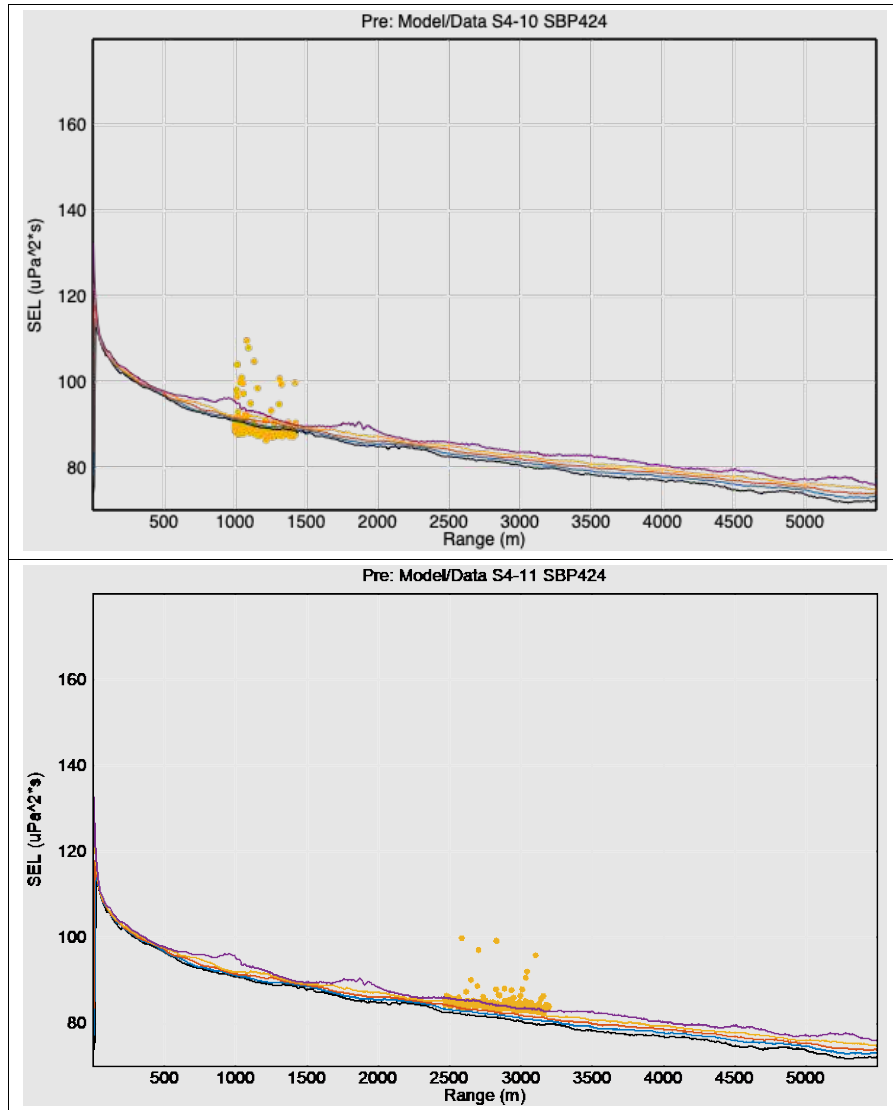 Pre: Model/Data S4-10 SBP424
160
140
120
100
80
SEL (uPa^2*s)
500 1000 1500 2000 2500 3000 3500 4000 4500 5000
Range (m)
Pre: Model/Data S4-11 SBP424
160
140
120
100
80
SEL (uPa^2*s)
500 1000 1500 2000 2500 3000 3500 4000 4500 5000
Range (m)